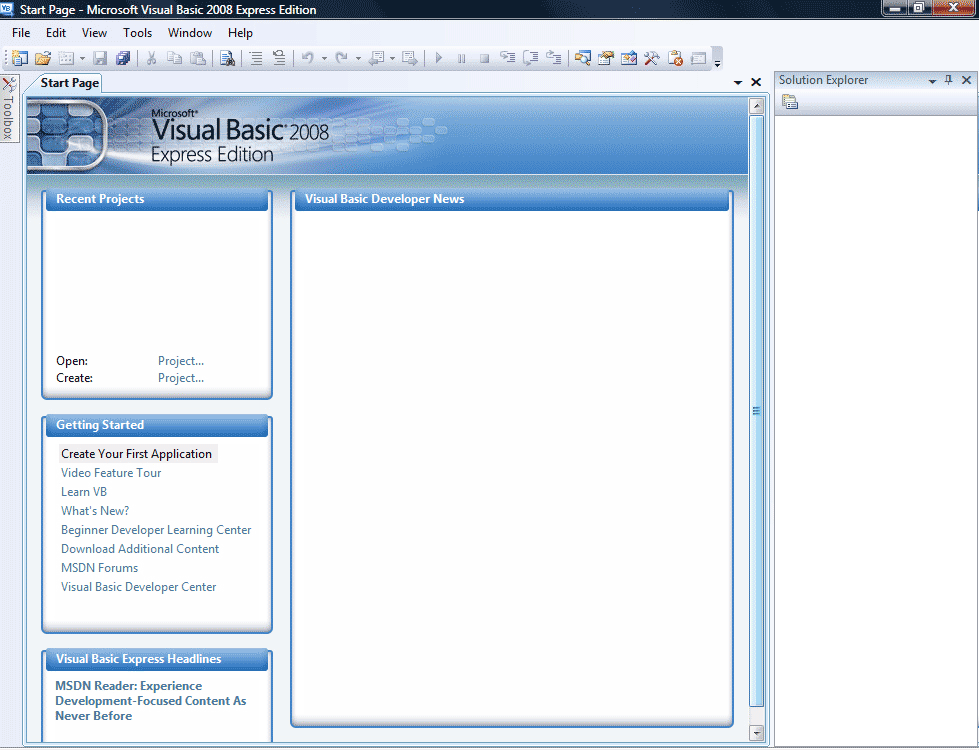 Start Page - Microsoft Visual Basic 2008 Express Edition
File Edit View Tools Window Help
Toolbox
Start Page
Solution Explorer
Microsoft®
Visual Basic® 2008
Express Edition
Recent Projects
Open: Project...
Create: Project...
Getting Started
Create Your First Application
Video Feature Tour
Learn VB
What's New?
Beginner Developer Learning Center
Download Additional Content
MSDN Forums
Visual Basic Developer Center
Visual Basic Express Headlines
MSDN Reader: Experience
Development-Focused Content As
Never Before
Visual Basic Developer News